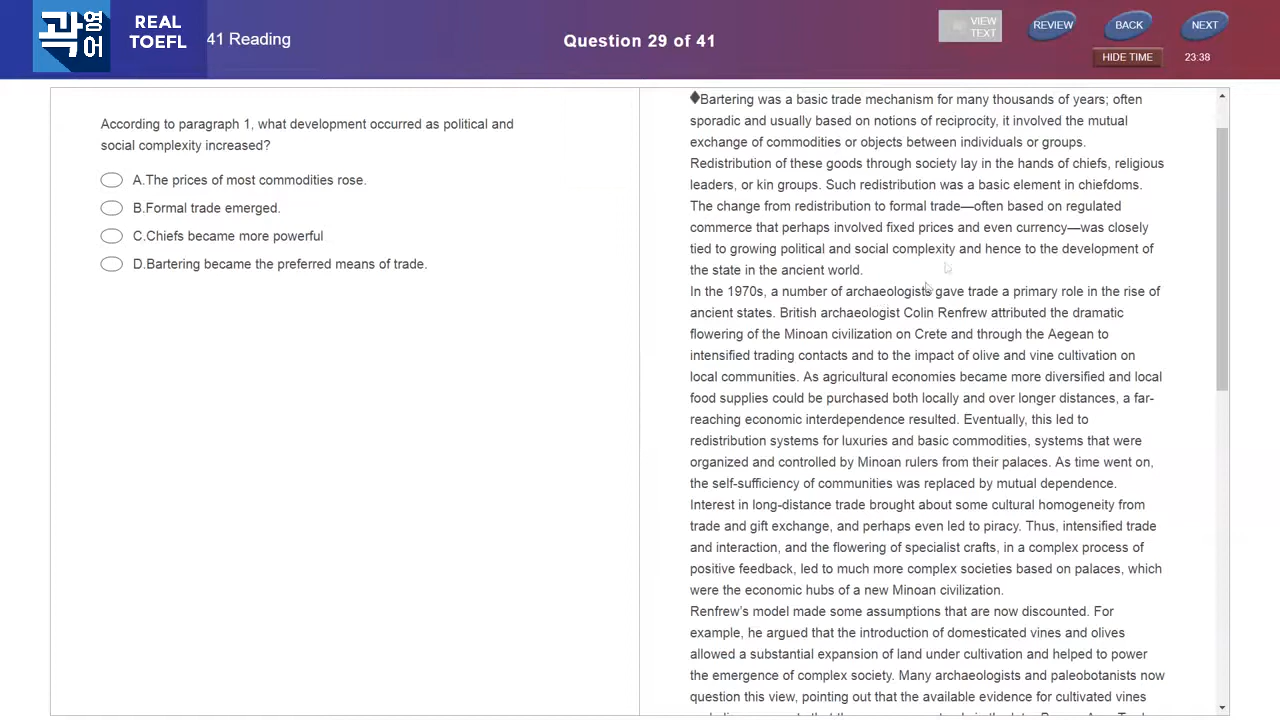 곽영어
REAL
TOEFL
41 Reading
Question 29 of 41
VIEW
TEXT
REVIEW
BACK
NEXT
HIDE TIME
23:38
According to paragraph 1, what development occurred as political and
social complexity increased?
A.The prices of most commodities rose.
B.Formal trade emerged.
C.Chiefs became more powerful
D.Bartering became the preferred means of trade.
♦Bartering was a basic trade mechanism for many thousands of years; often
sporadic and usually based on notions of reciprocity, it involved the mutual
exchange of commodities or objects between individuals or groups.
Redistribution of these goods through society lay in the hands of chiefs, religious
leaders, or kin groups. Such redistribution was a basic element in chiefdoms.
The change from redistribution to formal trade—often based on regulated
commerce that perhaps involved fixed prices and even currency—was closely
tied to growing political and social complexity and hence to the development of
the state in the ancient world.
In the 1970s, a number of archaeologists gave trade a primary role in the rise of
ancient states. British archaeologist Colin Renfrew attributed the dramatic
flowering of the Minoan civilization on Crete and through the Aegean to
intensified trading contacts and to the impact of olive and vine cultivation on
local communities. As agricultural economies became more diversified and local
food supplies could be purchased both locally and over longer distances, a far-
reaching economic interdependence resulted. Eventually, this led to
redistribution systems for luxuries and basic commodities, systems that were
organized and controlled by Minoan rulers from their palaces. As time went on,
the self-sufficiency of communities was replaced by mutual dependence.
Interest in long-distance trade brought about some cultural homogeneity from
trade and gift exchange, and perhaps even led to piracy. Thus, intensified trade
and interaction, and the flowering of specialist crafts, in a complex process of
positive feedback, led to much more complex societies based on palaces, which
were the economic hubs of a new Minoan civilization.
Renfrew's model made some assumptions that are now discounted. For
example, he argued that the introduction of domesticated vines and olives
allowed a substantial expansion of land under cultivation and helped to power
the emergence of complex society. Many archaeologists and paleobotanists now
question this view, pointing out that the available evidence for cultivated vines